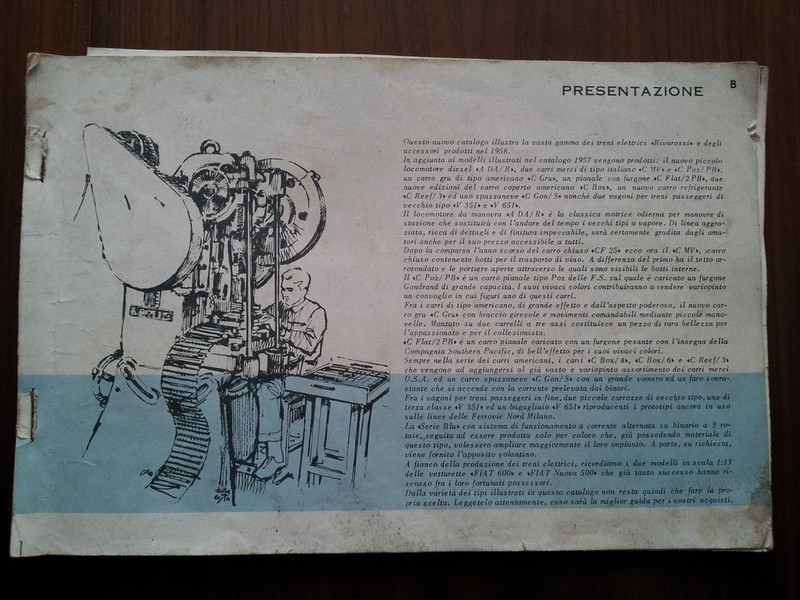 PRESENTAZIONE B
Questo nuovo catalogo illustra la vasta gamma dei treni elettrici «Rivarossi» e degli
accessori prodotti nel 1958.
In aggiunta ai modelli illustrati nel catalogo 1957 vengono prodotti: il nuovo piccolo
locomotore diesel «A DA/R», due carri merci di tipo italiano «C MV» e «C Poz/PB»,
un carro gru di tipo americano «C Gru», un pianale con furgone «C Flat/2 PB», due
nuove edizioni del carro coperto americano «C Box», un nuovo carro refrigerante
«C Reef/3» ed uno spazzaneve «C Gon/S» nonchè due vagoni per treni passeggeri di
vecchio tipo «V 351» e «V 651».
Il locomotore da manovra «A DA/R» è la classica motrice odierna per manovre di
stazione che sostituirà con l'andare del tempo i vecchi tipi a vapore. Di linea aggra-
ziata, ricca di dettagli e di finitura impeccabile, sarà certamente gradita dagli ama-
tori anche per il suo prezzo accessibile a tutti.
Dopo la comparsa l'anno scorso del carro chiuso «CF 25» ecco ora il «C MV», carro
chiuso contenente botti per il trasporto di vino. A differenza del primo ha il tetto ar-
rotondato e le portiere aperte attraverso le quali sono visibili le botti interne.
Il «C Poz/PB» è un carro pianale tipo Poz delle F.S. sul quale è caricato un furgone
Gondrand di grande capacità. I suoi vivaci colori contribuiranno a rendere variopinto
un convoglio in cui figuri uno di questi carri.
Fra i carri di tipo americano, di grande effetto e dall'aspetto poderoso, il nuovo car-
ro gru «C Gru» con braccio girevole e movimenti comandabili mediante piccole mano-
velle. Montato su due carrelli a tre assi costituisce un pezzo di rara bellezza per
l'appassionato e per il collezionista.
«C Flat/2 PB» è un carro pianale caricato con un furgone pesante con l'insegna della
Compagnia Southern Pacific, di bell'effetto per i suoi vivaci colori.
Sempre nella serie dei carri americani, i cari «C Box/4», «C Box/6» e «C Reef/3»
che vengono ad aggiungersi al già vasto e variopinto assortimento dei carri merci
U.S.A. ed un carro spazzaneve «C Gon/S» con un grande vomero ed un faro sovra-
stante che si accende con la corrente prelevata dai binari.
Fra i vagoni per treni passeggeri in fine, due piccole carrozze di vecchio tipo, una di
terza classe «V 351» ed un bagagliaio «V 651» riproducenti i prototipi ancora in uso
sulle linee delle Ferrovie Nord Milano.
La «Serie Blu» con sistema di funzionamento a corrente alternata su binario a 3 ro-
taie, seguita ad essere prodotta solo per coloro che, già possedendo materiale di
questo tipo, volessero ampliare maggiormente il loro impianto. A parte, su richiesta,
viene fornito l'apposito volantino.
A fianco della produzione dei treni elettrici, ricordiamo i due modelli in scala 1:13
delle vetturette «FIAT 600» e «FIAT Nuova 500» che già tanto successo hanno ri-
scosso fra i loro fortunati possessori.
Dalla varietà dei tipi illustrati in questo catalogo non resta quindi che fare la pro-
pria scelta. Leggetelo attentamente, esso sarà la miglior guida per i vostri acquisti.